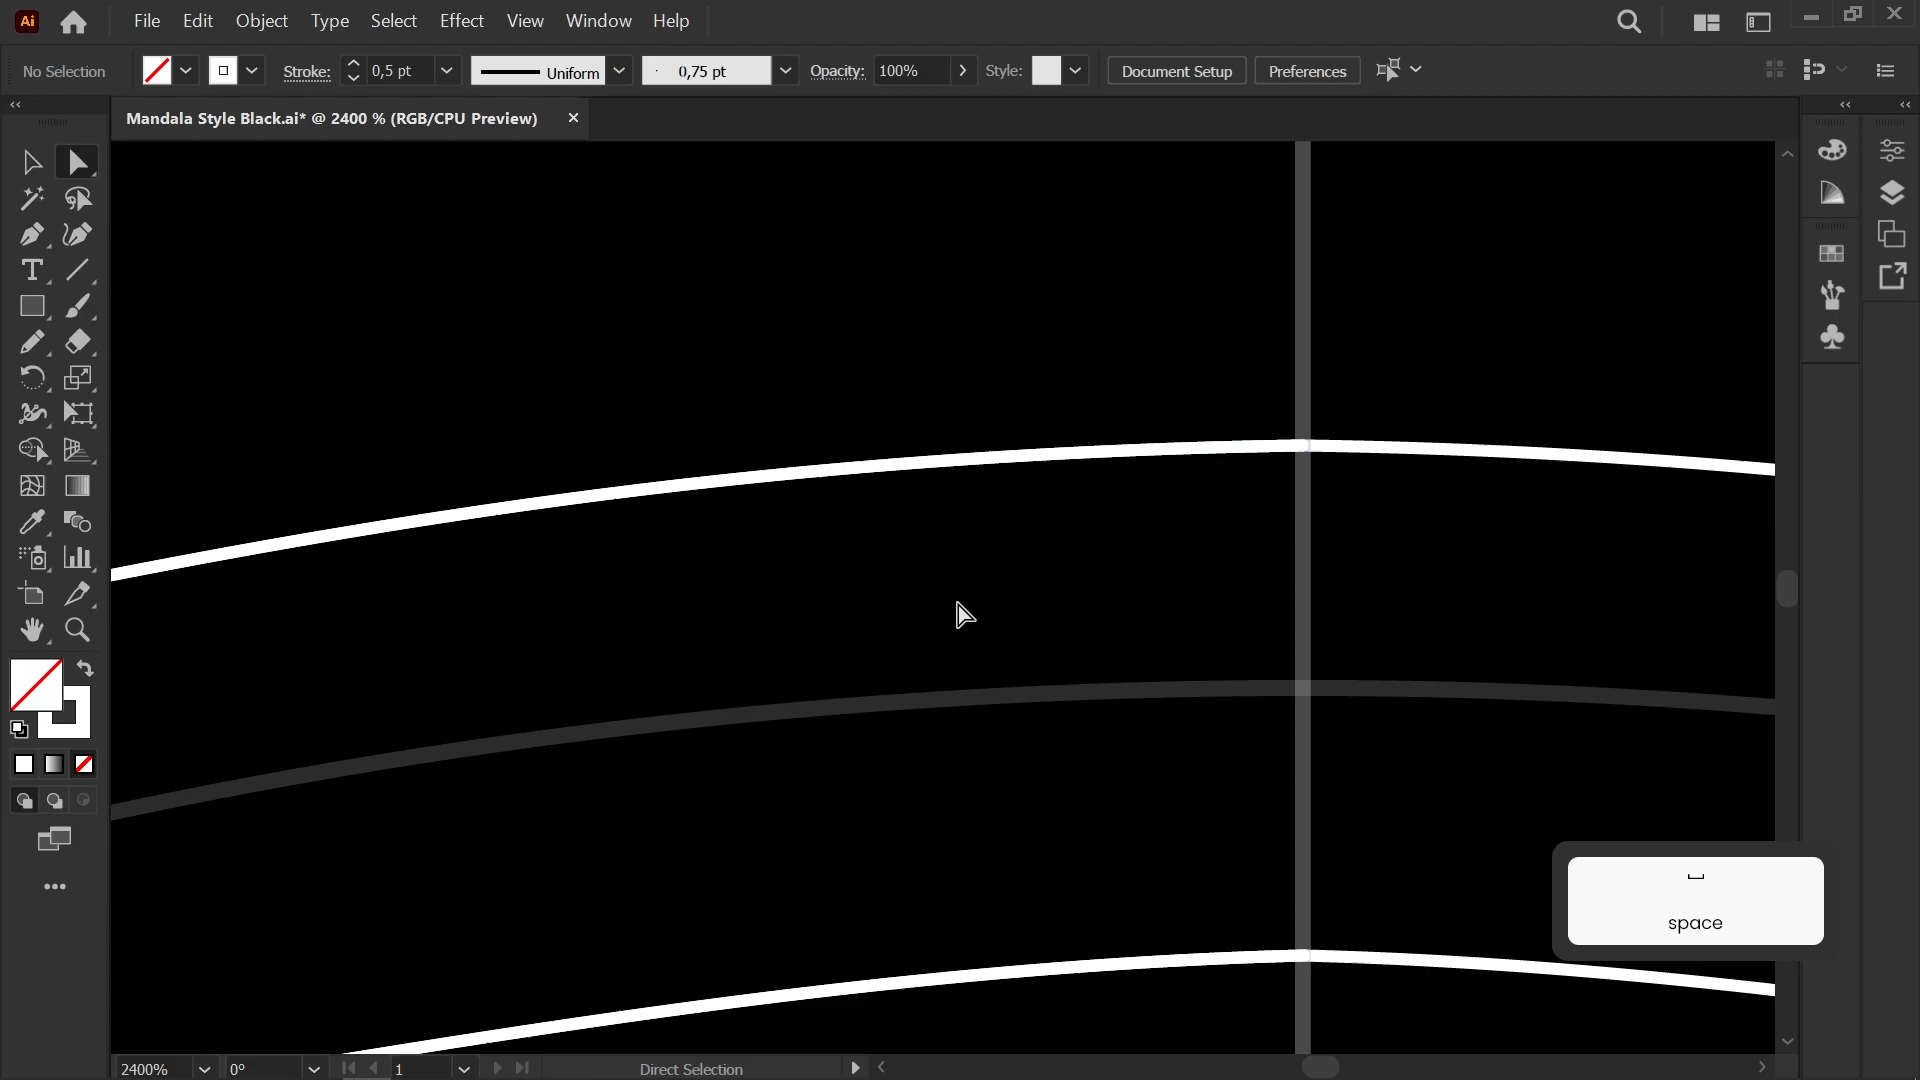 Ai File Edit Object Type Select Effect View Window Help
No Selection Stroke: 0,5 pt Uniform 0,75 pt Opacity: 100% Style: Document Setup Preferences
Mandala Style Black.ai* @ 2400 % (RGB/CPU Preview)
space
2400% 0° 1 Direct Selection